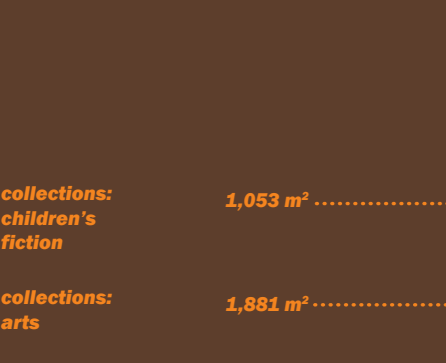 collections: 1,053 m²
children's
fiction
collections: 1,881 m²
arts